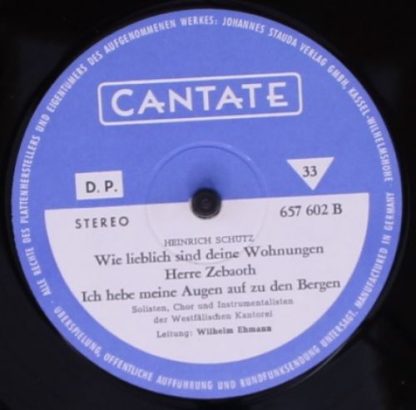 ALLE RECHTE DES PLATTENHERSTELLERS UND EIGENTUMERS DES AUFGENOMMENEN WERKES: JOHANNES STAUDA VERLAG GMBH, KASSEL-WILHELMSHÖHE
CANTATE
D. P.
33
STEREO
657 602 B
HEINRICH SCHÜTZ
Wie lieblich sind deine Wohnungen
Herre Zebaoth
Ich hebe meine Augen auf zu den Bergen
Solisten, Chor und Instrumentalisten
der Westfälischen Kantorei
Leitung: Wilhelm Ehmann
ÜBERSPIELUNG, ÖFFENTLICHE AUFFÜHRUNG UND RUNDFUNKSENDUNG UNTERSAGT, MANUFACTURED IN GERMANY